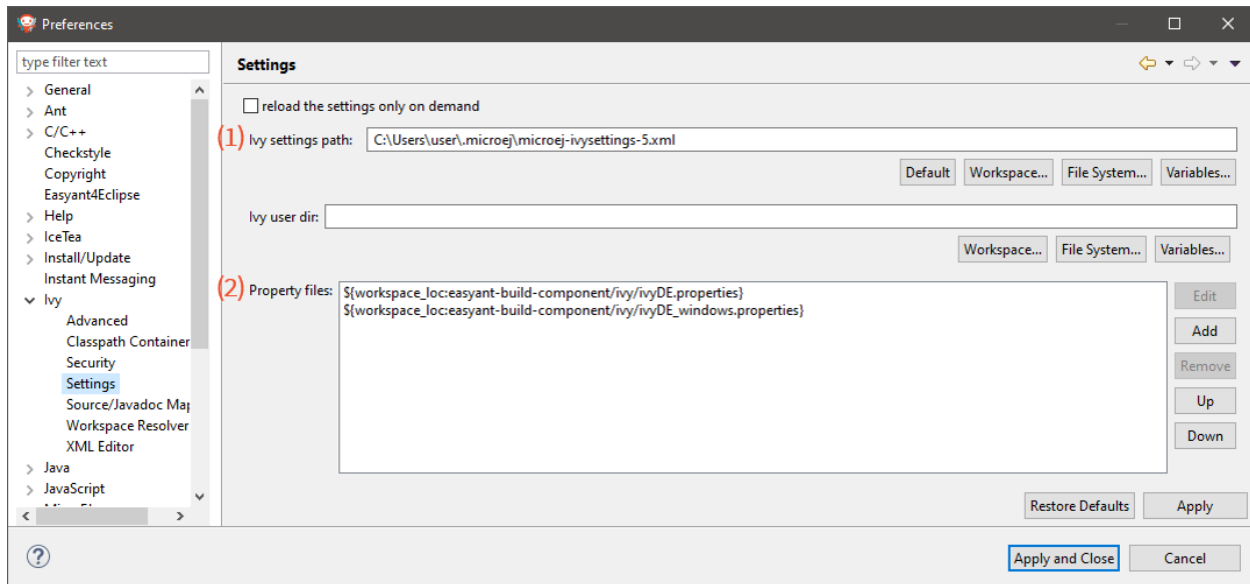 Preferences
type filter text
General
Ant
C/C++
Checkstyle
Copyright
Easyant4Eclipse
Help
IceTea
Install/Update
Instant Messaging
Ivy
Advanced
Classpath Container
Security
Settings
Source/Javadoc Map
Workspace Resolver
XML Editor
Java
JavaScript
Settings
reload the settings only on demand
(1) Ivy settings path: C:\Users\user\.microej\microej-ivysettings-5.xml
Default Workspace... File System... Variables...
Ivy user dir:
Workspace... File System... Variables...
(2) Property files: ${workspace_loc:easyant-build-component/ivy/ivyDE.properties}
${workspace_loc:easyant-build-component/ivy/ivyDE_windows.properties}
Edit
Add
Remove
Up
Down
Restore Defaults Apply
? Apply and Close Cancel